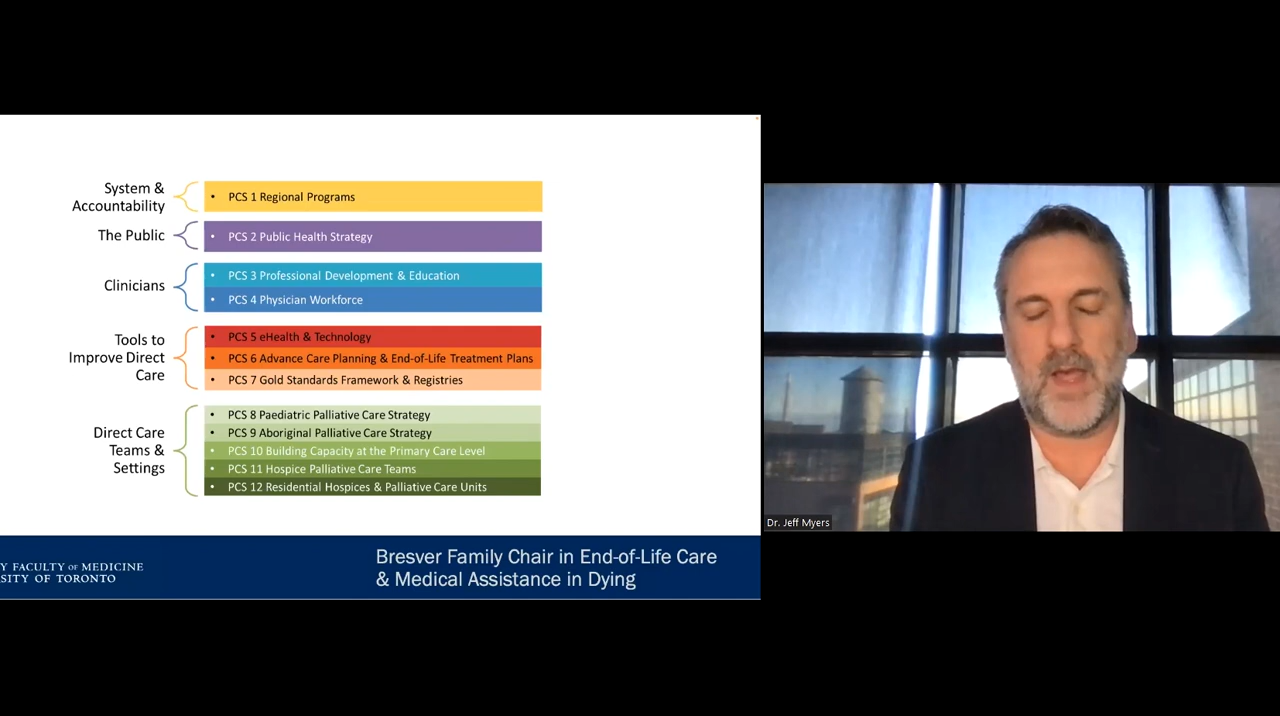 System &
Accountability
• PCS 1 Regional Programs
The Public
• PCS 2 Public Health Strategy
Clinicians
• PCS 3 Professional Development & Education
• PCS 4 Physician Workforce
Tools to
Improve Direct
Care
• PCS 5 eHealth & Technology
• PCS 6 Advance Care Planning & End-of-Life Treatment Plans
• PCS 7 Gold Standards Framework & Registries
Direct Care
Teams &
Settings
• PCS 8 Paediatric Palliative Care Strategy
• PCS 9 Aboriginal Palliative Care Strategy
• PCS 10 Building Capacity at the Primary Care Level
• PCS 11 Hospice Palliative Care Teams
• PCS 12 Residential Hospices & Palliative Care Units
Y FACULTY OF MEDICINE
SITY OF TORONTO
Bresver Family Chair in End-of-Life Care
& Medical Assistance in Dying
Dr. Jeff Myers